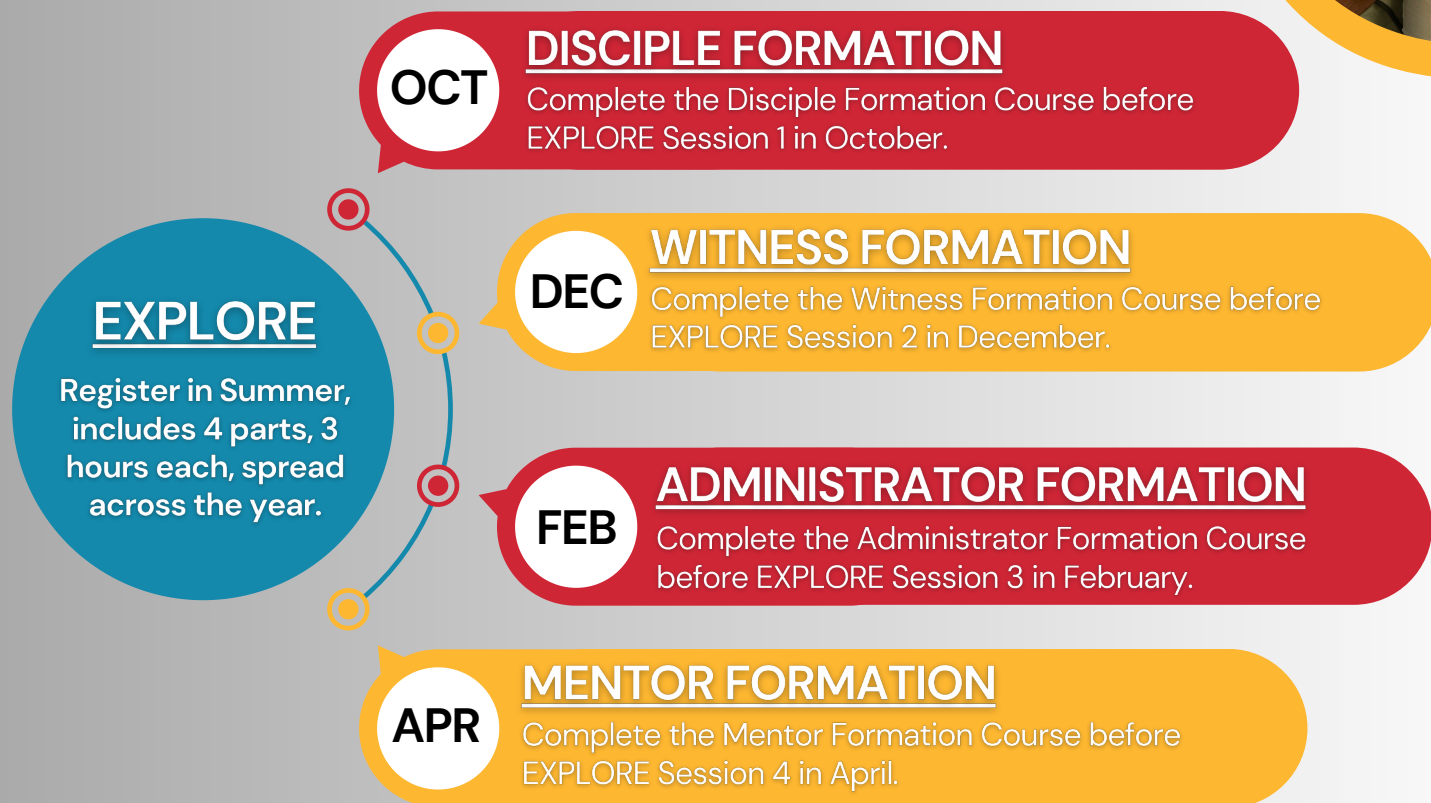 OCT
DISCIPLE FORMATION
Complete the Disciple Formation Course before
EXPLORE Session 1 in October.
EXPLORE
Register in Summer,
includes 4 parts, 3
hours each, spread
across the year.
DEC
WITNESS FORMATION
Complete the Witness Formation Course before
EXPLORE Session 2 in December.
FEB
ADMINISTRATOR FORMATION
Complete the Administrator Formation Course
before EXPLORE Session 3 in February.
APR
MENTOR FORMATION
Complete the Mentor Formation Course before
EXPLORE Session 4 in April.